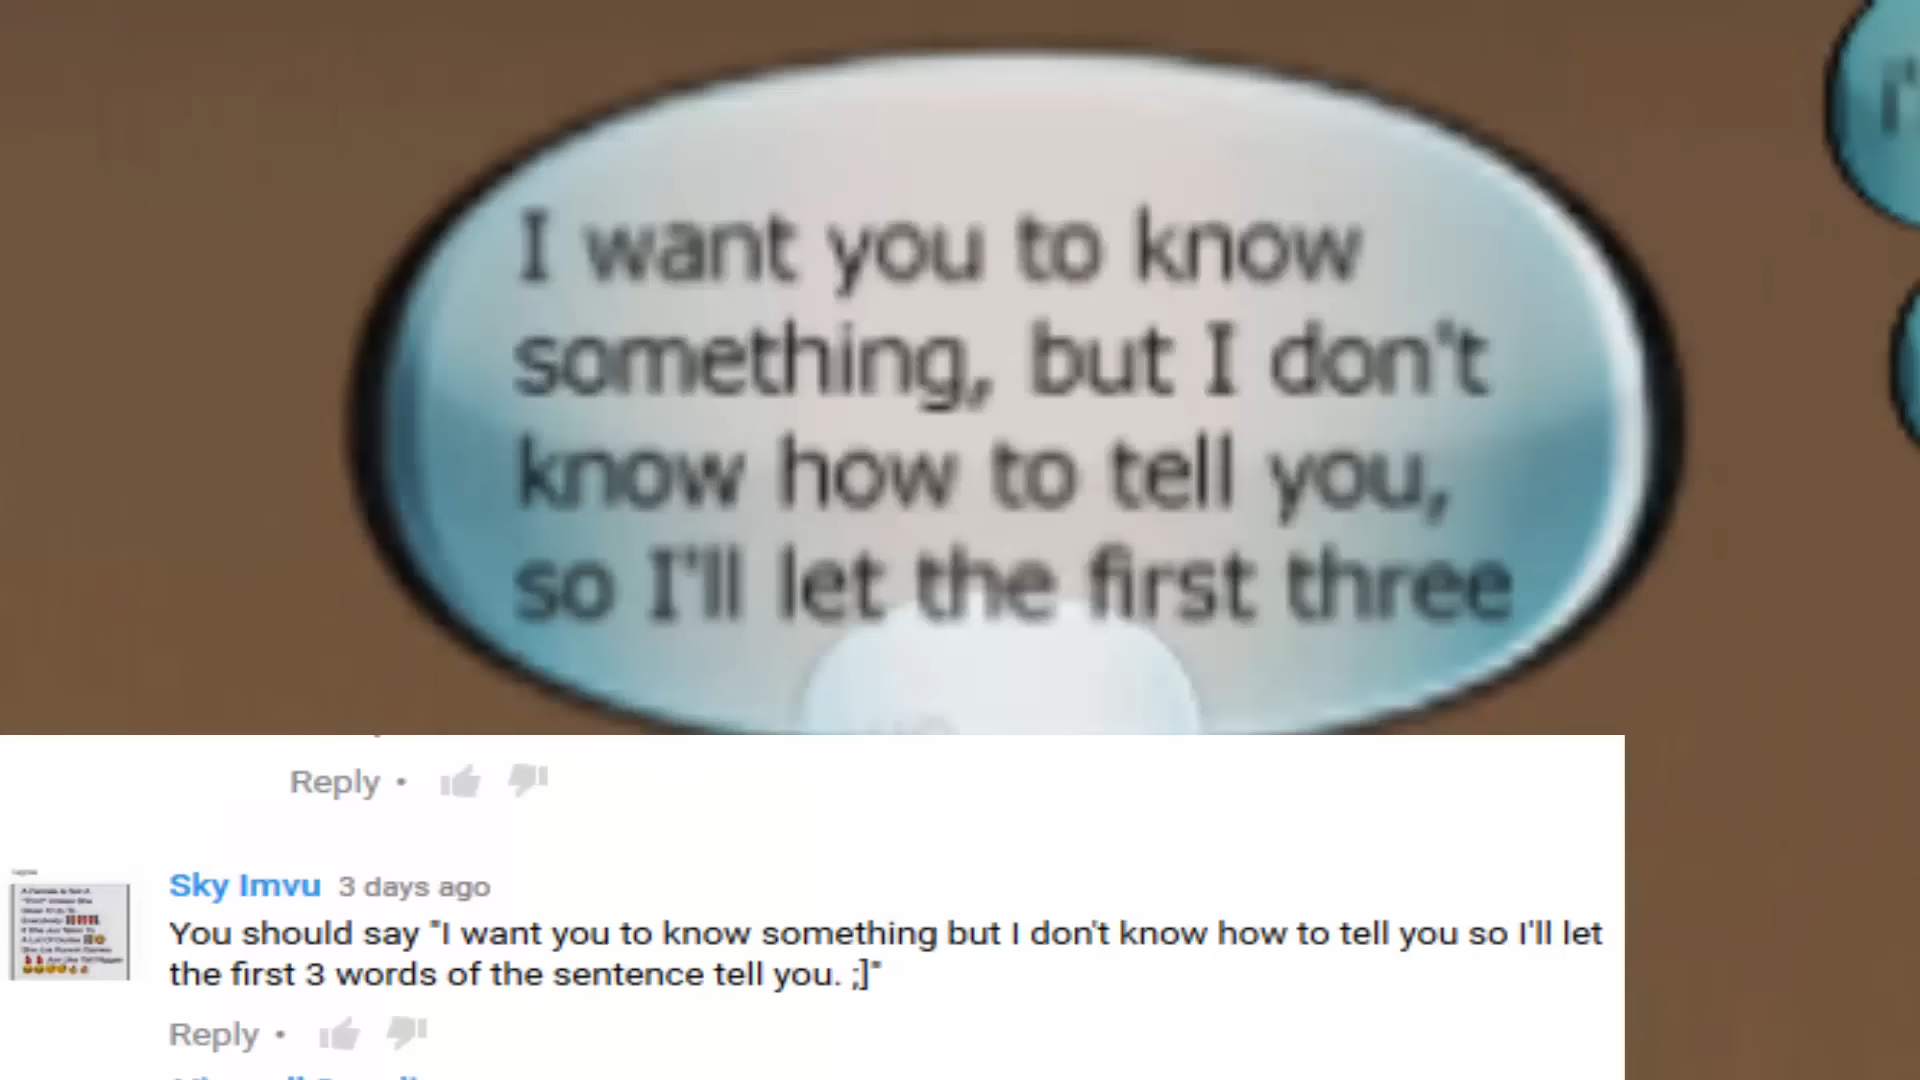 I want you to know
something, but I don't
know how to tell you,
so I'll let the first three
Reply •
Sky Imvu 3 days ago
You should say "I want you to know something but I don't know how to tell you so I'll let
the first 3 words of the sentence tell you. ;]"
Reply •